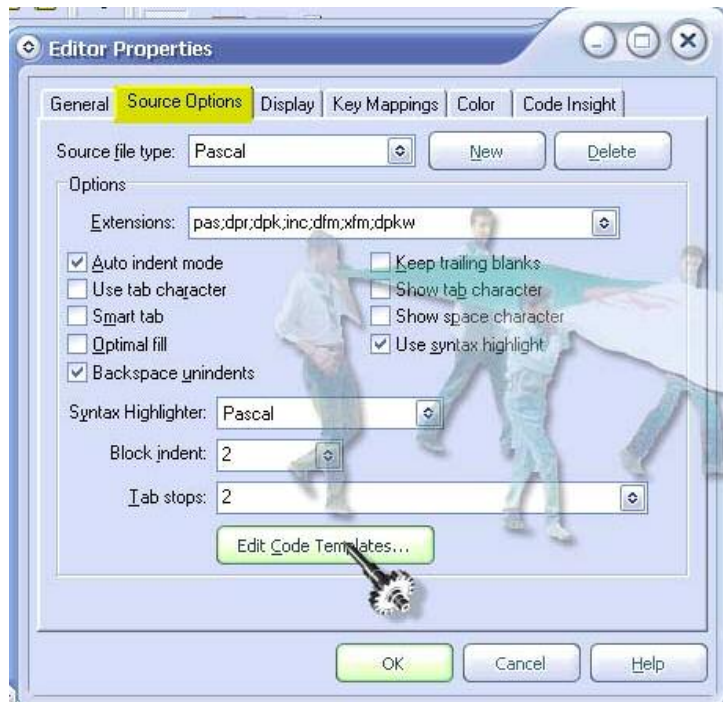 Editor Properties
General Source Options Display Key Mappings Color Code Insight
Source file type: Pascal New Delete
Options
Extensions: pas;dpr;dpk;inc;dfm;xfm;dpkw
Auto indent mode Keep trailing blanks
Use tab character Show tab character
Smart tab Show space character
Optimal fill Use syntax highlight
Backspace unindents
Syntax Highlighter: Pascal
Block indent: 2
Tab stops: 2
Edit Code Templates...
OK Cancel Help